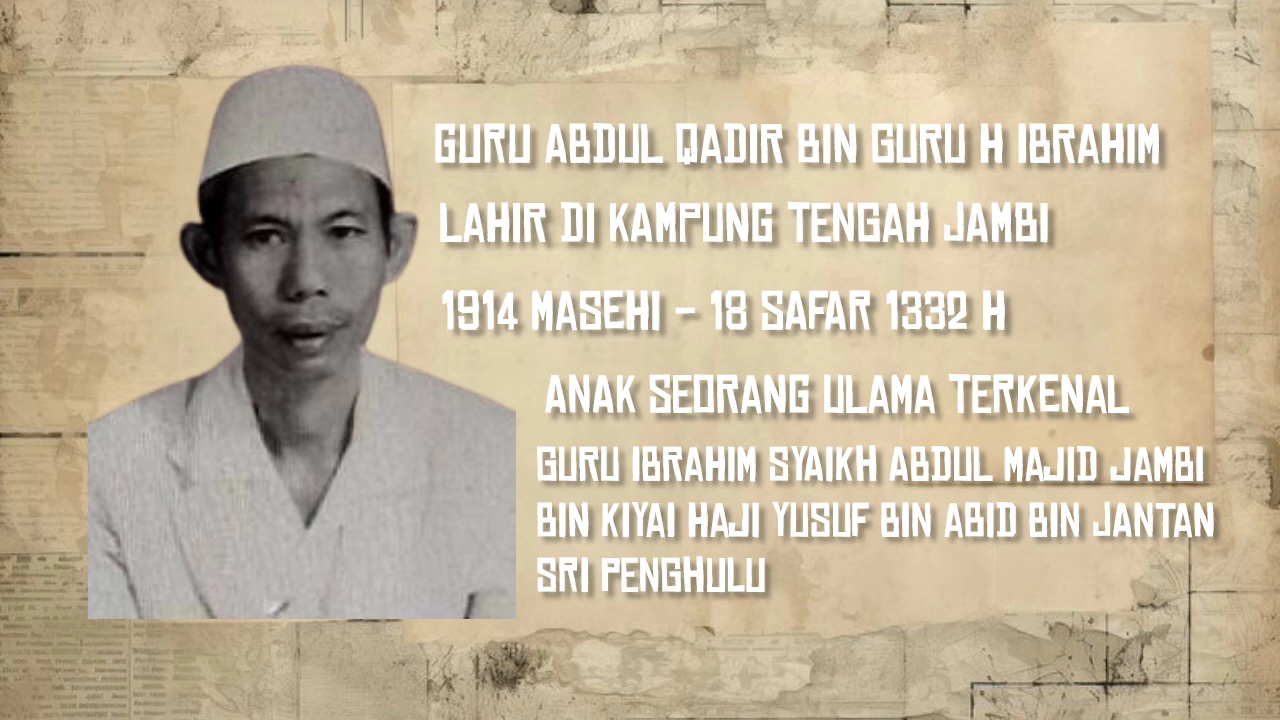 GURU ABDUL QADIR BIN GURU H IBRAHIM
LAHIR DI KAMPUNG TENGAH JAMBI
1914 MASEHI - 18 SAFAR 1332 H
ANAK SEORANG ULAMA TERKENAL
GURU IBRAHIM SYAIKH ABDUL MAJID JAMBI
BIN KIYAI HAJI YUSUF BIN ABID BIN JANTAN
SRI PENGHULU